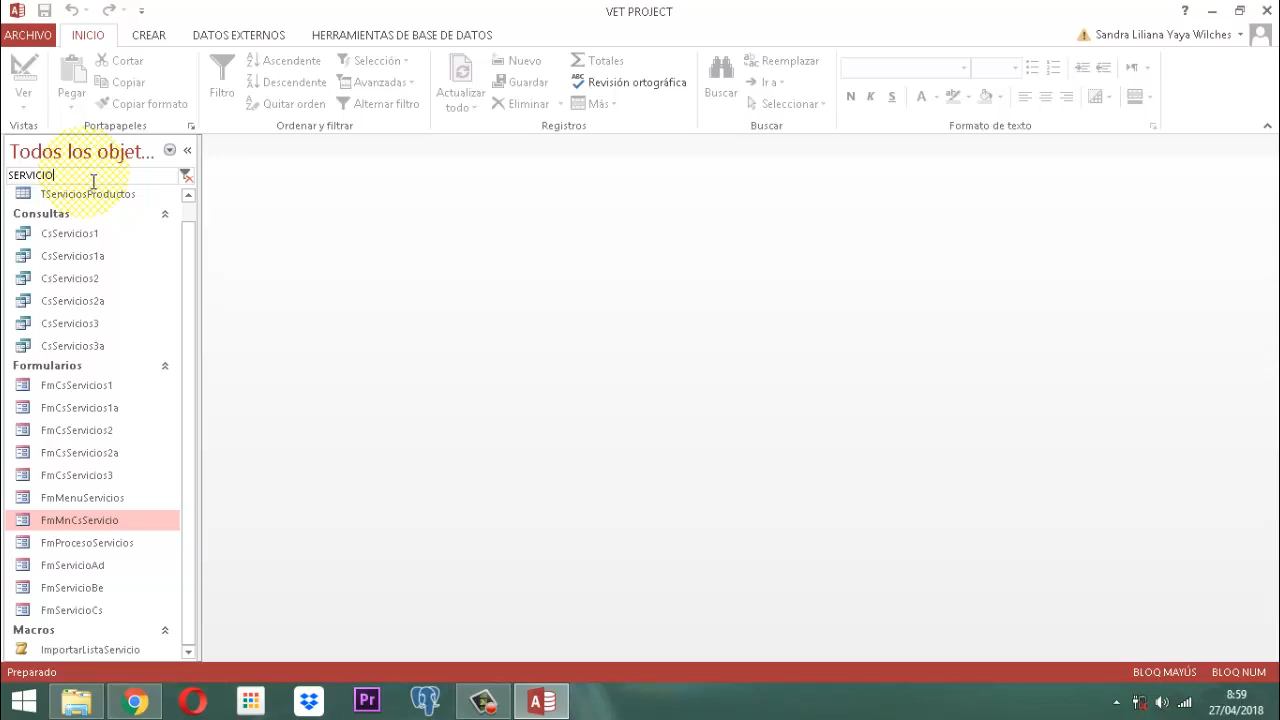 VET PROJECT
ARCHIVO INICIO CREAR DATOS EXTERNOS HERRAMIENTAS DE BASE DE DATOS Sandra Liliana Yaya Wilches
Ver
Vistas
Pegar
Cortar
Copiar
Copiar formato
Portapapeles
Filtro
Ascendente
Descendente
Quitar orden
Selección
Avanzadas
Alternar filtro
Ordenar y filtrar
Actualizar todo
Nuevo
Guardar
Eliminar
Totales
Revisión ortográfica
Más
Registros
Buscar
Reemplazar
Ir a
Seleccionar
Buscar
N K S A
Formato de texto
Todos los objet...
SERVICIO
TServiciosProductos
Consultas
CsServicios1
CsServicios1a
CsServicios2
CsServicios2a
CsServicios3
CsServicios3a
Formularios
FmCsServicios1
FmCsServicios1a
FmCsServicios2
FmCsServicios2a
FmCsServicios3
FmMenuServicios
FmMnCsServicio
FmProcesoServicios
FmServicioAd
FmServicioBe
FmServicioCs
Macros
ImportarListaServicio
Preparado BLOQ MAYÚS BLOQ NUM
Pr
8:59
27/04/2018